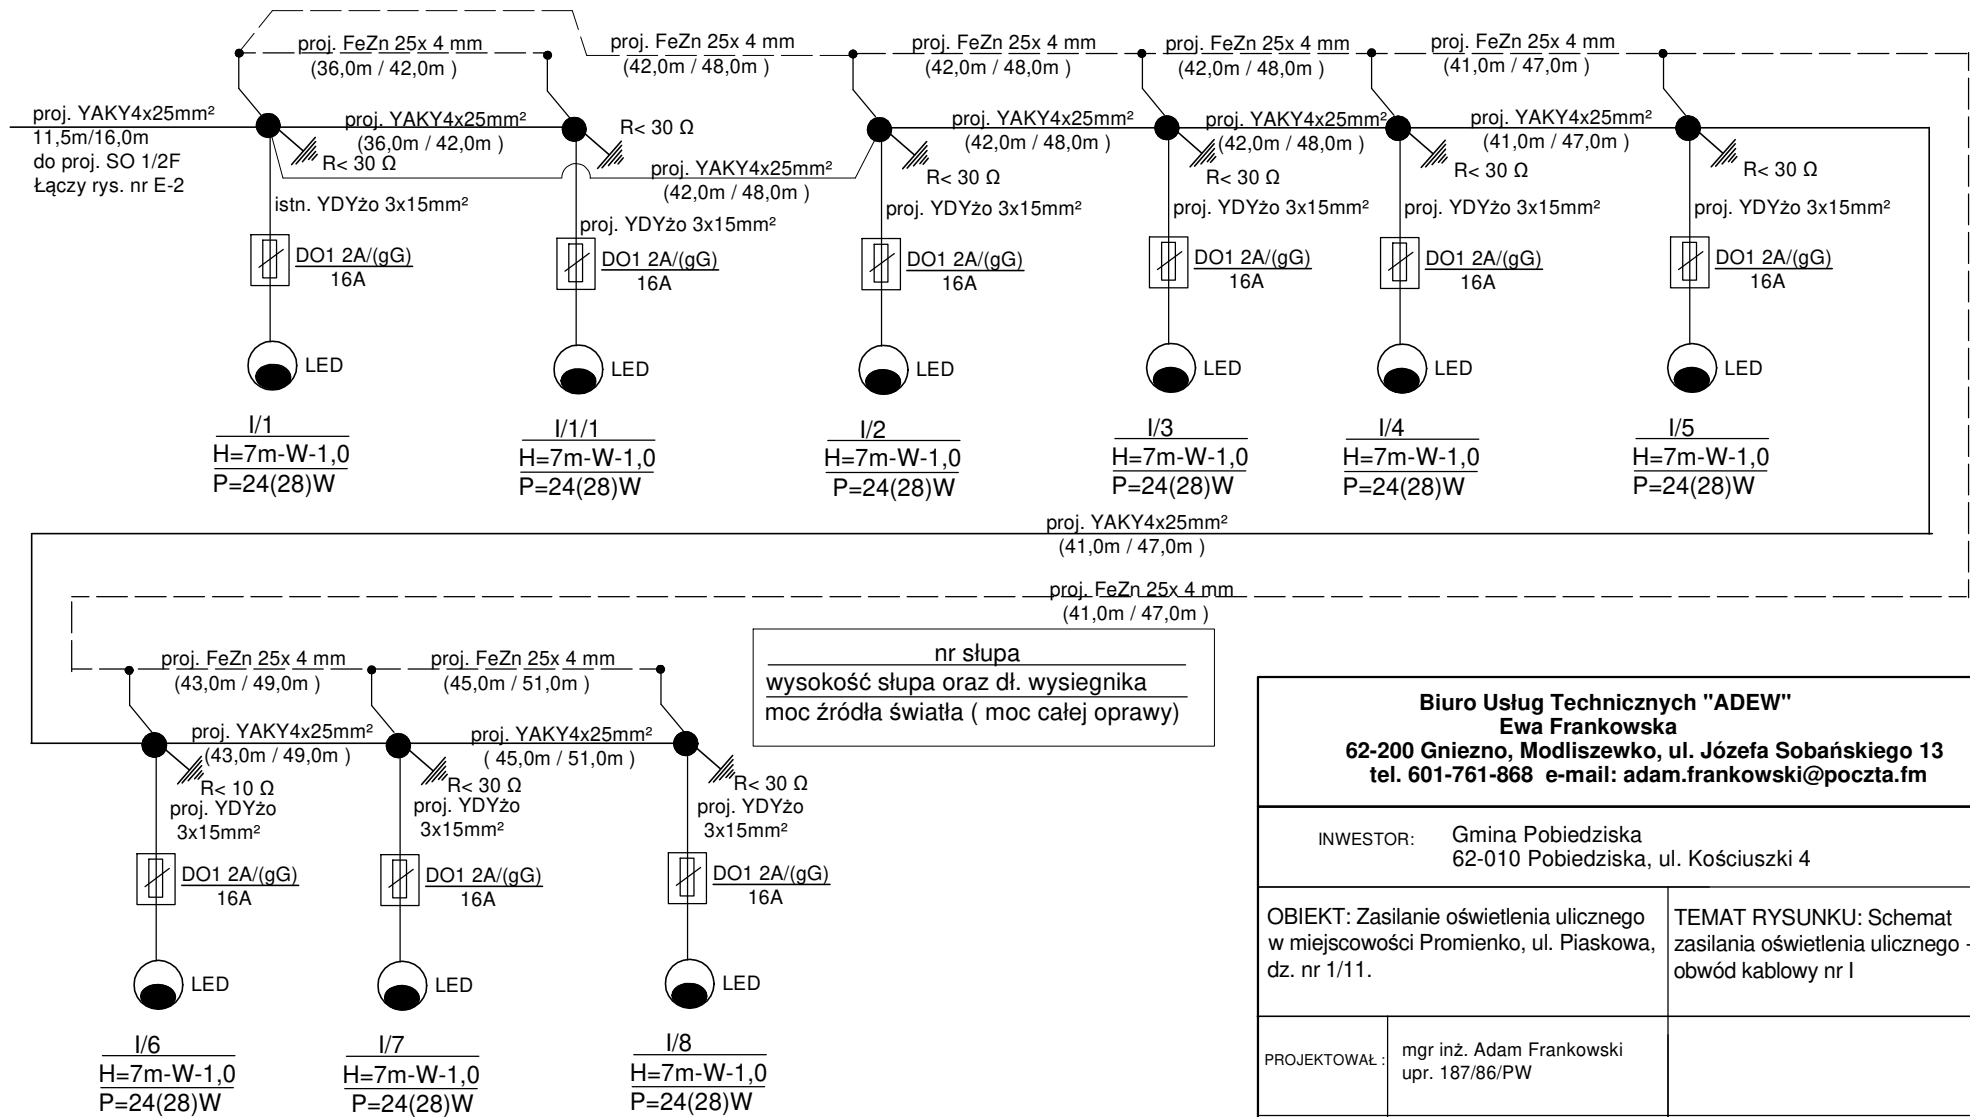 proj. FeZn 25x 4 mm
(36,0m / 42,0m )
proj. FeZn 25x 4 mm
(42,0m / 48,0m )
proj. FeZn 25x 4 mm
(42,0m / 48,0m )
proj. FeZn 25x 4 mm
(42,0m / 48,0m )
proj. FeZn 25x 4 mm
(41,0m / 47,0m )
proj. YAKY4x25mm²
11,5m/16,0m
do proj. SO 1/2F
Łączy rys. nr E-2
proj. YAKY4x25mm²
(36,0m / 42,0m )
proj. YAKY4x25mm²
(42,0m / 48,0m )
proj. YAKY4x25mm²
(42,0m / 48,0m )
proj. YAKY4x25mm²
(42,0m / 48,0m )
proj. YAKY4x25mm²
(41,0m / 47,0m )
R< 30 Ω
R< 30 Ω
R< 30 Ω
R< 30 Ω
R< 30 Ω
R< 30 Ω
istn. YDYżo 3x15mm²
proj. YDYżo 3x15mm²
proj. YDYżo 3x15mm²
proj. YDYżo 3x15mm²
proj. YDYżo 3x15mm²
proj. YDYżo 3x15mm²
DO1 2A/(gG)
16A
DO1 2A/(gG)
16A
DO1 2A/(gG)
16A
DO1 2A/(gG)
16A
DO1 2A/(gG)
16A
DO1 2A/(gG)
16A
LED
LED
LED
LED
LED
LED
I/1
H=7m-W-1,0
P=24(28)W
I/1/1
H=7m-W-1,0
P=24(28)W
I/2
H=7m-W-1,0
P=24(28)W
I/3
H=7m-W-1,0
P=24(28)W
I/4
H=7m-W-1,0
P=24(28)W
I/5
H=7m-W-1,0
P=24(28)W
proj. YAKY4x25mm²
(41,0m / 47,0m )
proj. FeZn 25x 4 mm
(41,0m / 47,0m )
proj. FeZn 25x 4 mm
(43,0m / 49,0m )
proj. FeZn 25x 4 mm
(45,0m / 51,0m )
proj. YAKY4x25mm²
(43,0m / 49,0m )
proj. YAKY4x25mm²
( 45,0m / 51,0m )
R< 10 Ω
R< 30 Ω
R< 30 Ω
proj. YDYżo
3x15mm²
proj. YDYżo
3x15mm²
proj. YDYżo
3x15mm²
DO1 2A/(gG)
16A
DO1 2A/(gG)
16A
DO1 2A/(gG)
16A
LED
LED
LED
I/6
H=7m-W-1,0
P=24(28)W
I/7
H=7m-W-1,0
P=24(28)W
I/8
H=7m-W-1,0
P=24(28)W
nr słupa
wysokość słupa oraz dł. wysiegnika
moc źródła światła ( moc całej oprawy)
Biuro Usług Technicznych "ADEW"
Ewa Frankowska
62-200 Gniezno, Modliszewko, ul. Józefa Sobańskiego 13
tel. 601-761-868 e-mail: adam.frankowski@poczta.fm
INWESTOR: Gmina Pobiedziska
62-010 Pobiedziska, ul. Kościuszki 4
OBIEKT: Zasilanie oświetlenia ulicznego
w miejscowości Promienko, ul. Piaskowa,
dz. nr 1/11.
TEMAT RYSUNKU: Schemat
zasilania oświetlenia ulicznego -
obwód kablowy nr I
PROJEKTOWAŁ : mgr inż. Adam Frankowski
upr. 187/86/PW